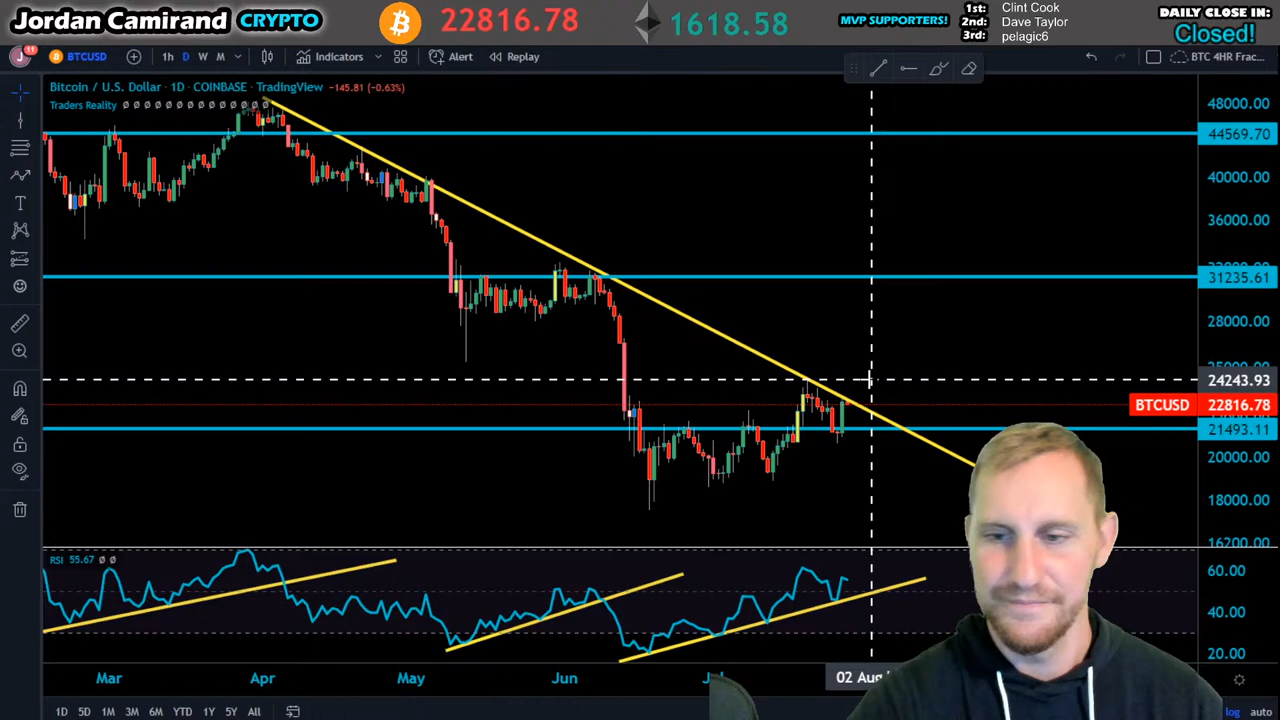 Jordan Camirand CRYPTO
22816.78
1618.58
MVP SUPPORTERS!
1st: Clint Cook
2nd: Dave Taylor
3rd: pelagic6
DAILY CLOSE IN:
Closed!
J 11 BTCUSD 1h D W M Indicators Alert Replay BTC 4HR Frac...
Bitcoin / U.S. Dollar · 1D · COINBASE · TradingView −145.81 (−0.63%)
Traders Reality ø ø ø ø ø ø ø ø ø ø ø ø ø ø
48000.00
44569.70
40000.00
36000.00
31235.61
28000.00
24243.93
BTCUSD 22816.78
21493.11
20000.00
18000.00
16200.00
RSI 55.67 ø ø
60.00
40.00
20.00
Mar Apr May Jun 02 Aug
1D 5D 1M 3M 6M YTD 1Y 5Y All log auto